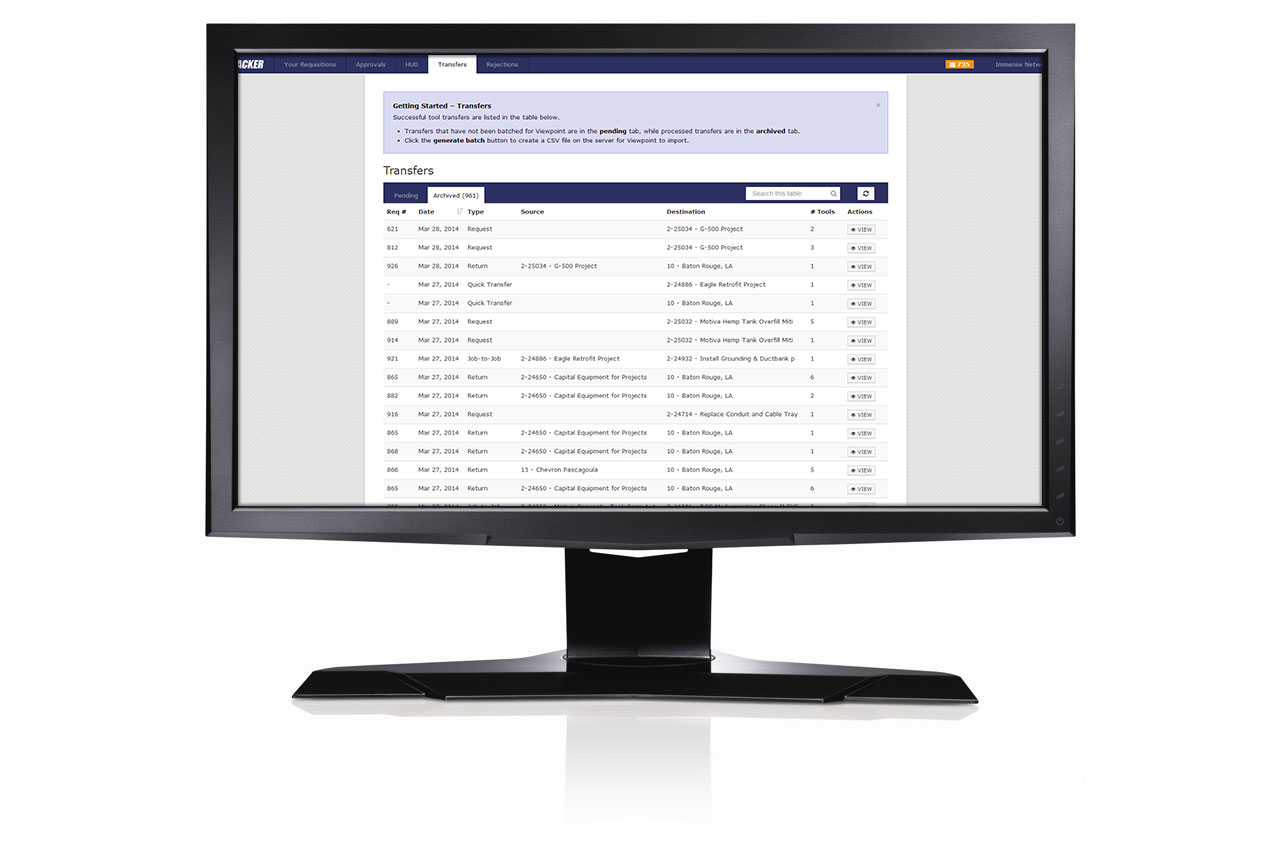 ACKER Your Requisitions Approvals HUD Transfers Rejections 735 Immense Netw
Getting Started – Transfers ×
Successful tool transfers are listed in the table below.
• Transfers that have not been batched for Viewpoint are in the pending tab, while processed transfers are in the archived tab.
• Click the generate batch button to create a CSV file on the server for Viewpoint to import.
Transfers
Pending Archived (961) Search this table
Req # Date Type Source Destination # Tools Actions
621 Mar 28, 2014 Request 2-25034 - G-500 Project 2 VIEW
812 Mar 28, 2014 Request 2-25034 - G-500 Project 3 VIEW
926 Mar 28, 2014 Return 2-25034 - G-500 Project 10 - Baton Rouge, LA 1 VIEW
- Mar 27, 2014 Quick Transfer 2-24886 - Eagle Retrofit Project 1 VIEW
- Mar 27, 2014 Quick Transfer 10 - Baton Rouge, LA 1 VIEW
889 Mar 27, 2014 Request 2-25032 - Motiva Hemp Tank Overfill Miti 5 VIEW
914 Mar 27, 2014 Request 2-25032 - Motiva Hemp Tank Overfill Miti 1 VIEW
921 Mar 27, 2014 Job-to-Job 2-24886 - Eagle Retrofit Project 2-24932 - Install Grounding & Ductbank p 1 VIEW
865 Mar 27, 2014 Return 2-24650 - Capital Equipment for Projects 10 - Baton Rouge, LA 6 VIEW
882 Mar 27, 2014 Return 2-24650 - Capital Equipment for Projects 10 - Baton Rouge, LA 2 VIEW
916 Mar 27, 2014 Request 2-24714 - Replace Conduit and Cable Tray 1 VIEW
865 Mar 27, 2014 Return 2-24650 - Capital Equipment for Projects 10 - Baton Rouge, LA 1 VIEW
868 Mar 27, 2014 Return 2-24650 - Capital Equipment for Projects 10 - Baton Rouge, LA 1 VIEW
866 Mar 27, 2014 Return 13 - Chevron Pascagoula 10 - Baton Rouge, LA 5 VIEW
865 Mar 27, 2014 Return 2-24650 - Capital Equipment for Projects 10 - Baton Rouge, LA 6 VIEW